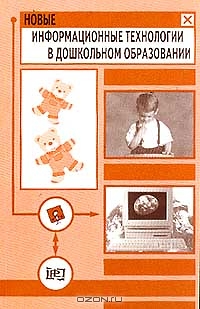 НОВЫЕ
ИНФОРМАЦИОННЫЕ ТЕХНОЛОГИИ
В ДОШКОЛЬНОМ ОБРАЗОВАНИИ
OZON.ru